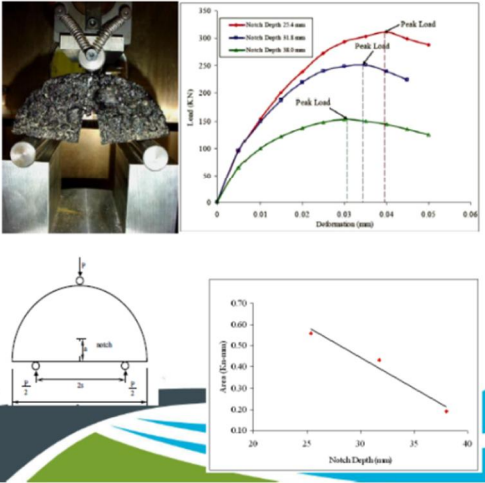 Load (KN)
350
300
250
200
150
100
50
0
Notch Depth 25.4 mm
Notch Depth 31.8 mm
Notch Depth 38.0 mm
Peak Load
Peak Load
Peak Load
0
0.01
0.02
0.03
0.04
0.05
0.06
Deformation (mm)
P
a
notch
P
2
2s
P
2
Area (Kn-mm)
0.70
0.60
0.50
0.40
0.30
0.20
0.10
20
25
30
35
40
Notch Depth (mm)